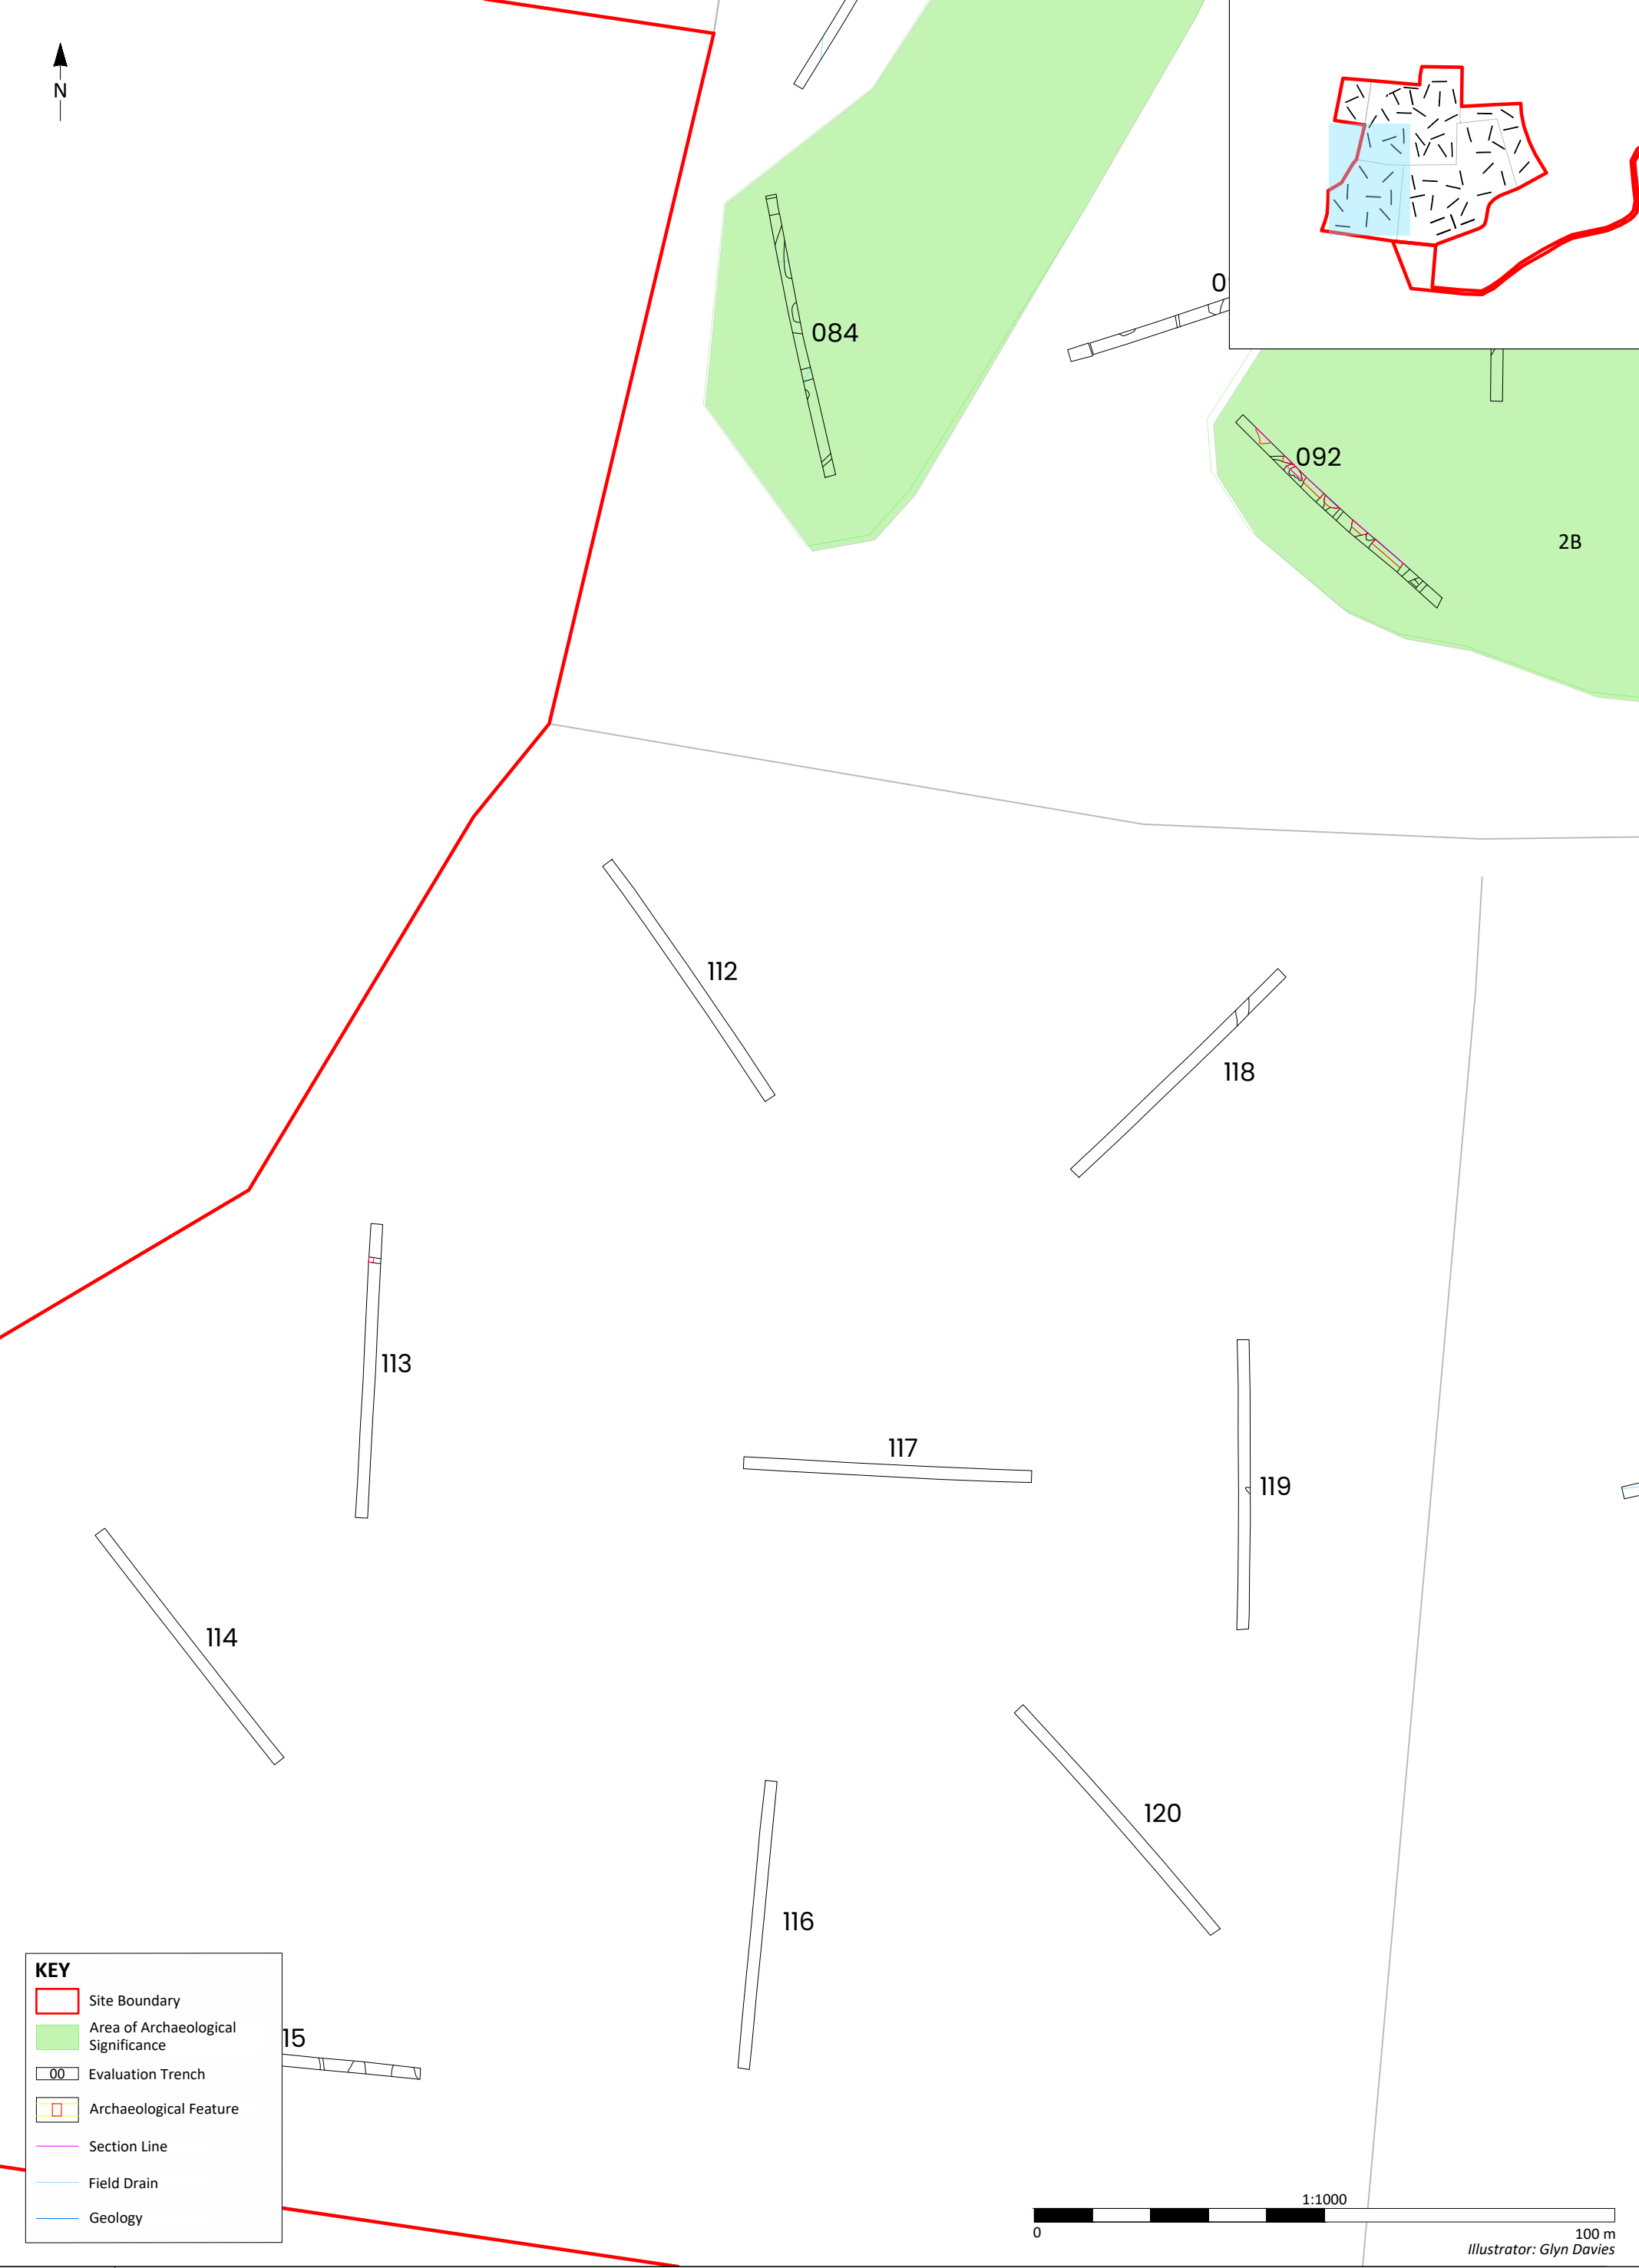 N
084
0
092
2B
112
118
113
117
119
114
120
116
15
KEY
Site Boundary
Area of Archaeological
Significance
00
Evaluation Trench
Archaeological Feature
Section Line
Field Drain
Geology
1:1000
0
100 m
Illustrator: Glyn Davies